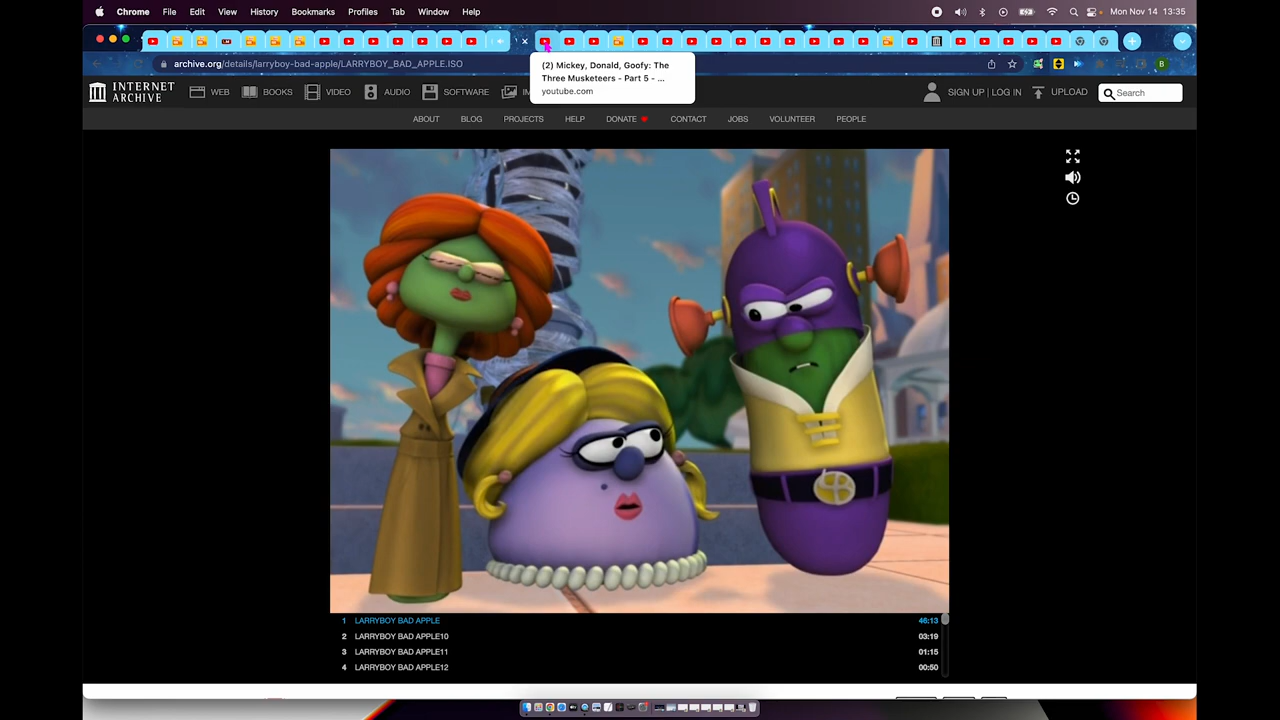 Chrome File Edit View History Bookmarks Profiles Tab Window Help Mon Nov 14 13:35
archive.org/details/larryboy-bad-apple/LARRYBOY_BAD_APPLE.ISO
(2) Mickey, Donald, Goofy: The
Three Musketeers - Part 5 - ...
youtube.com
INTERNET
ARCHIVE
WEB BOOKS VIDEO AUDIO SOFTWARE SIGN UP | LOG IN UPLOAD Search
ABOUT BLOG PROJECTS HELP DONATE CONTACT JOBS VOLUNTEER PEOPLE
1 LARRYBOY BAD APPLE 46:13
2 LARRYBOY BAD APPLE10 03:19
3 LARRYBOY BAD APPLE11 01:15
4 LARRYBOY BAD APPLE12 00:50